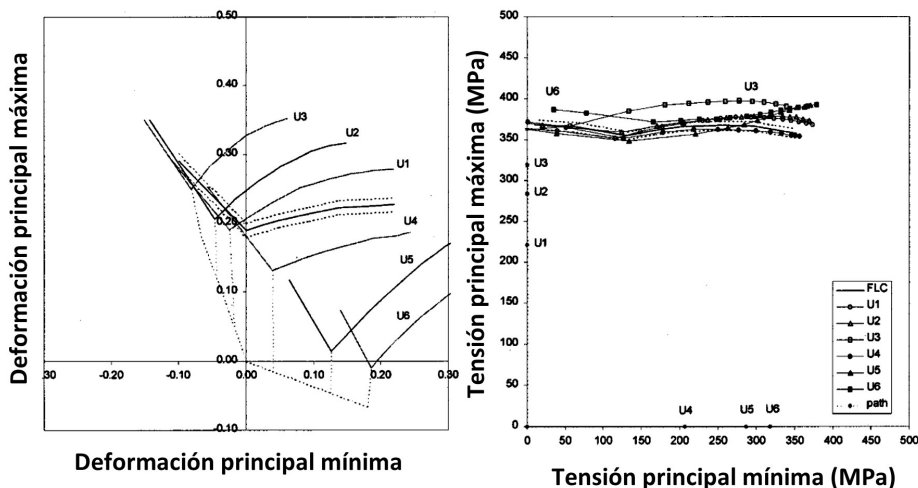 Deformación principal máxima
0.50
0.40
0.30
0.20
0.10
0.00
-0.10
.30
-0.20
-0.10
0.00
0.10
0.20
0.30
U3
U2
U1
U4
U5
U6
Deformación principal mínima
Tensión principal máxima (MPa)
500
450
400
350
300
250
200
150
100
50
0
0
50
100
150
200
250
300
350
400
450
500
U6
U3
U3
U2
U1
U4
U5
U6
FLC
U1
U2
U3
U4
U5
U6
path
Tensión principal mínima (MPa)